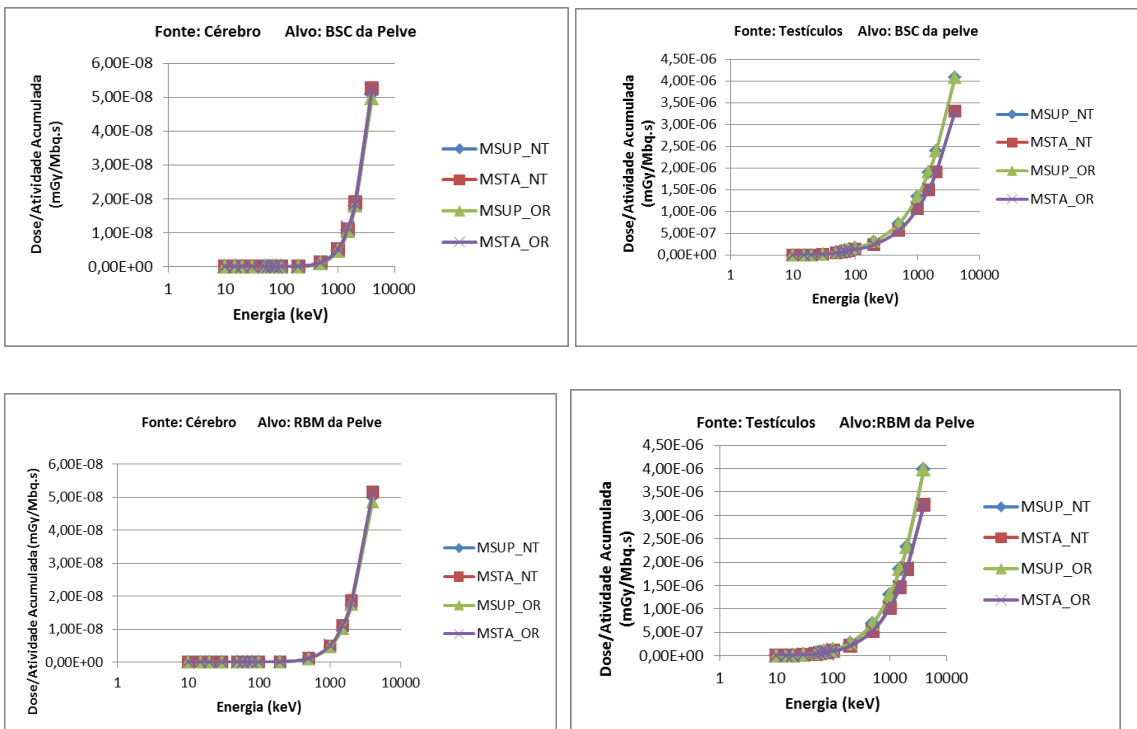 Fonte: Cérebro Alvo: BSC da Pelve
Dose/Atividade Acumulada
(mGy/Mbq.s)
6,00E-08
5,00E-08
4,00E-08
3,00E-08
2,00E-08
1,00E-08
0,00E+00
1 10 100 1000 10000
Energia (keV)
MSUP_NT
MSTA_NT
MSUP_OR
MSTA_OR
Fonte: Testículos Alvo: BSC da pelve
Dose/Atividade Acumulada
(mGy/Mbq.s)
4,50E-06
4,00E-06
3,50E-06
3,00E-06
2,50E-06
2,00E-06
1,50E-06
1,00E-06
5,00E-07
0,00E+00
1 10 100 1000 10000
Energia (keV)
MSUP_NT
MSTA_NT
MSUP_OR
MSTA_OR
Fonte: Cérebro Alvo: RBM da Pelve
Dose/Atividade Acumulada (mGy/Mbq.s)
6,00E-08
5,00E-08
4,00E-08
3,00E-08
2,00E-08
1,00E-08
0,00E+00
1 10 100 1000 10000
Energia (keV)
MSUP_NT
MSTA_NT
MSUP_OR
MSTA_OR
Fonte: Testículos Alvo:RBM da Pelve
Dose/Atividade Acumulada
(mGy/Mbq.s)
4,50E-06
4,00E-06
3,50E-06
3,00E-06
2,50E-06
2,00E-06
1,50E-06
1,00E-06
5,00E-07
0,00E+00
1 10 100 1000 10000
Energia (keV)
MSUP_NT
MSTA_NT
MSUP_OR
MSTA_OR